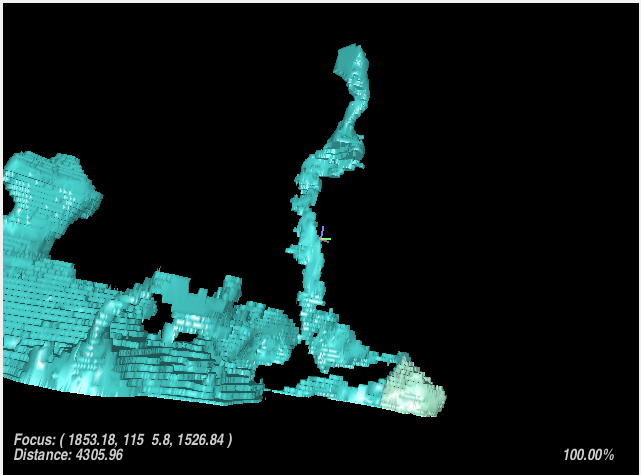 Focus: ( 1853.18, 115 5.8, 1526.84 )
Distance: 4305.96
100.00%